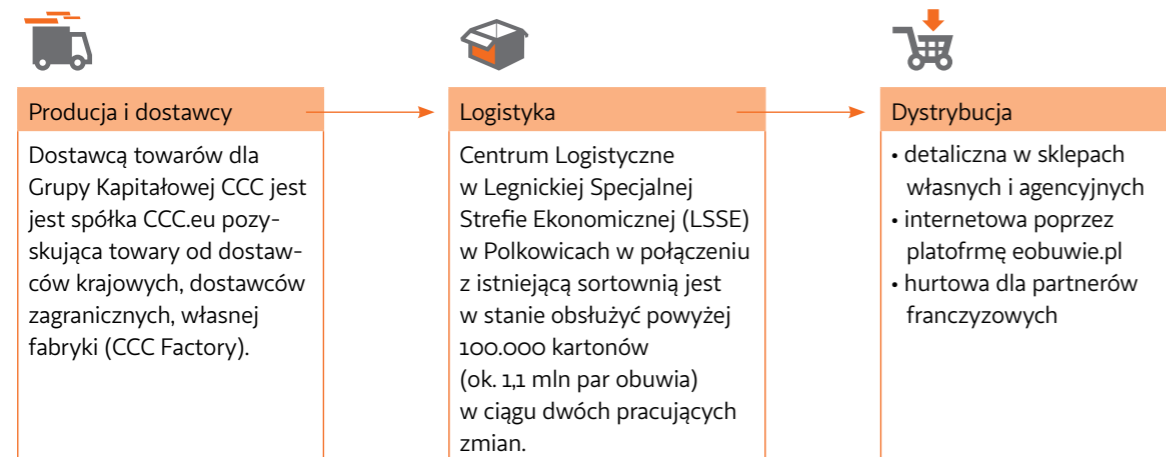 Producja i dostawcy
Dostawcą towarów dla
Grupy Kapitałowej CCC jest
jest spółka CCC.eu pozy-
skująca towary od dostaw-
ców krajowych, dostawców
zagranicznych, własnej
fabryki (CCC Factory).
Logistyka
Centrum Logistyczne
w Legnickiej Specjalnej
Strefie Ekonomicznej (LSSE)
w Polkowicach w połączeniu
z istniejącą sortownią jest
w stanie obsłużyć powyżej
100.000 kartonów
(ok. 1,1 mln par obuwia)
w ciągu dwóch pracujących
zmian.
Dystrybucja
• detaliczna w sklepach
własnych i agencyjnych
• internetowa poprzez
platofrmę eobuwie.pl
• hurtowa dla partnerów
franczyzowych